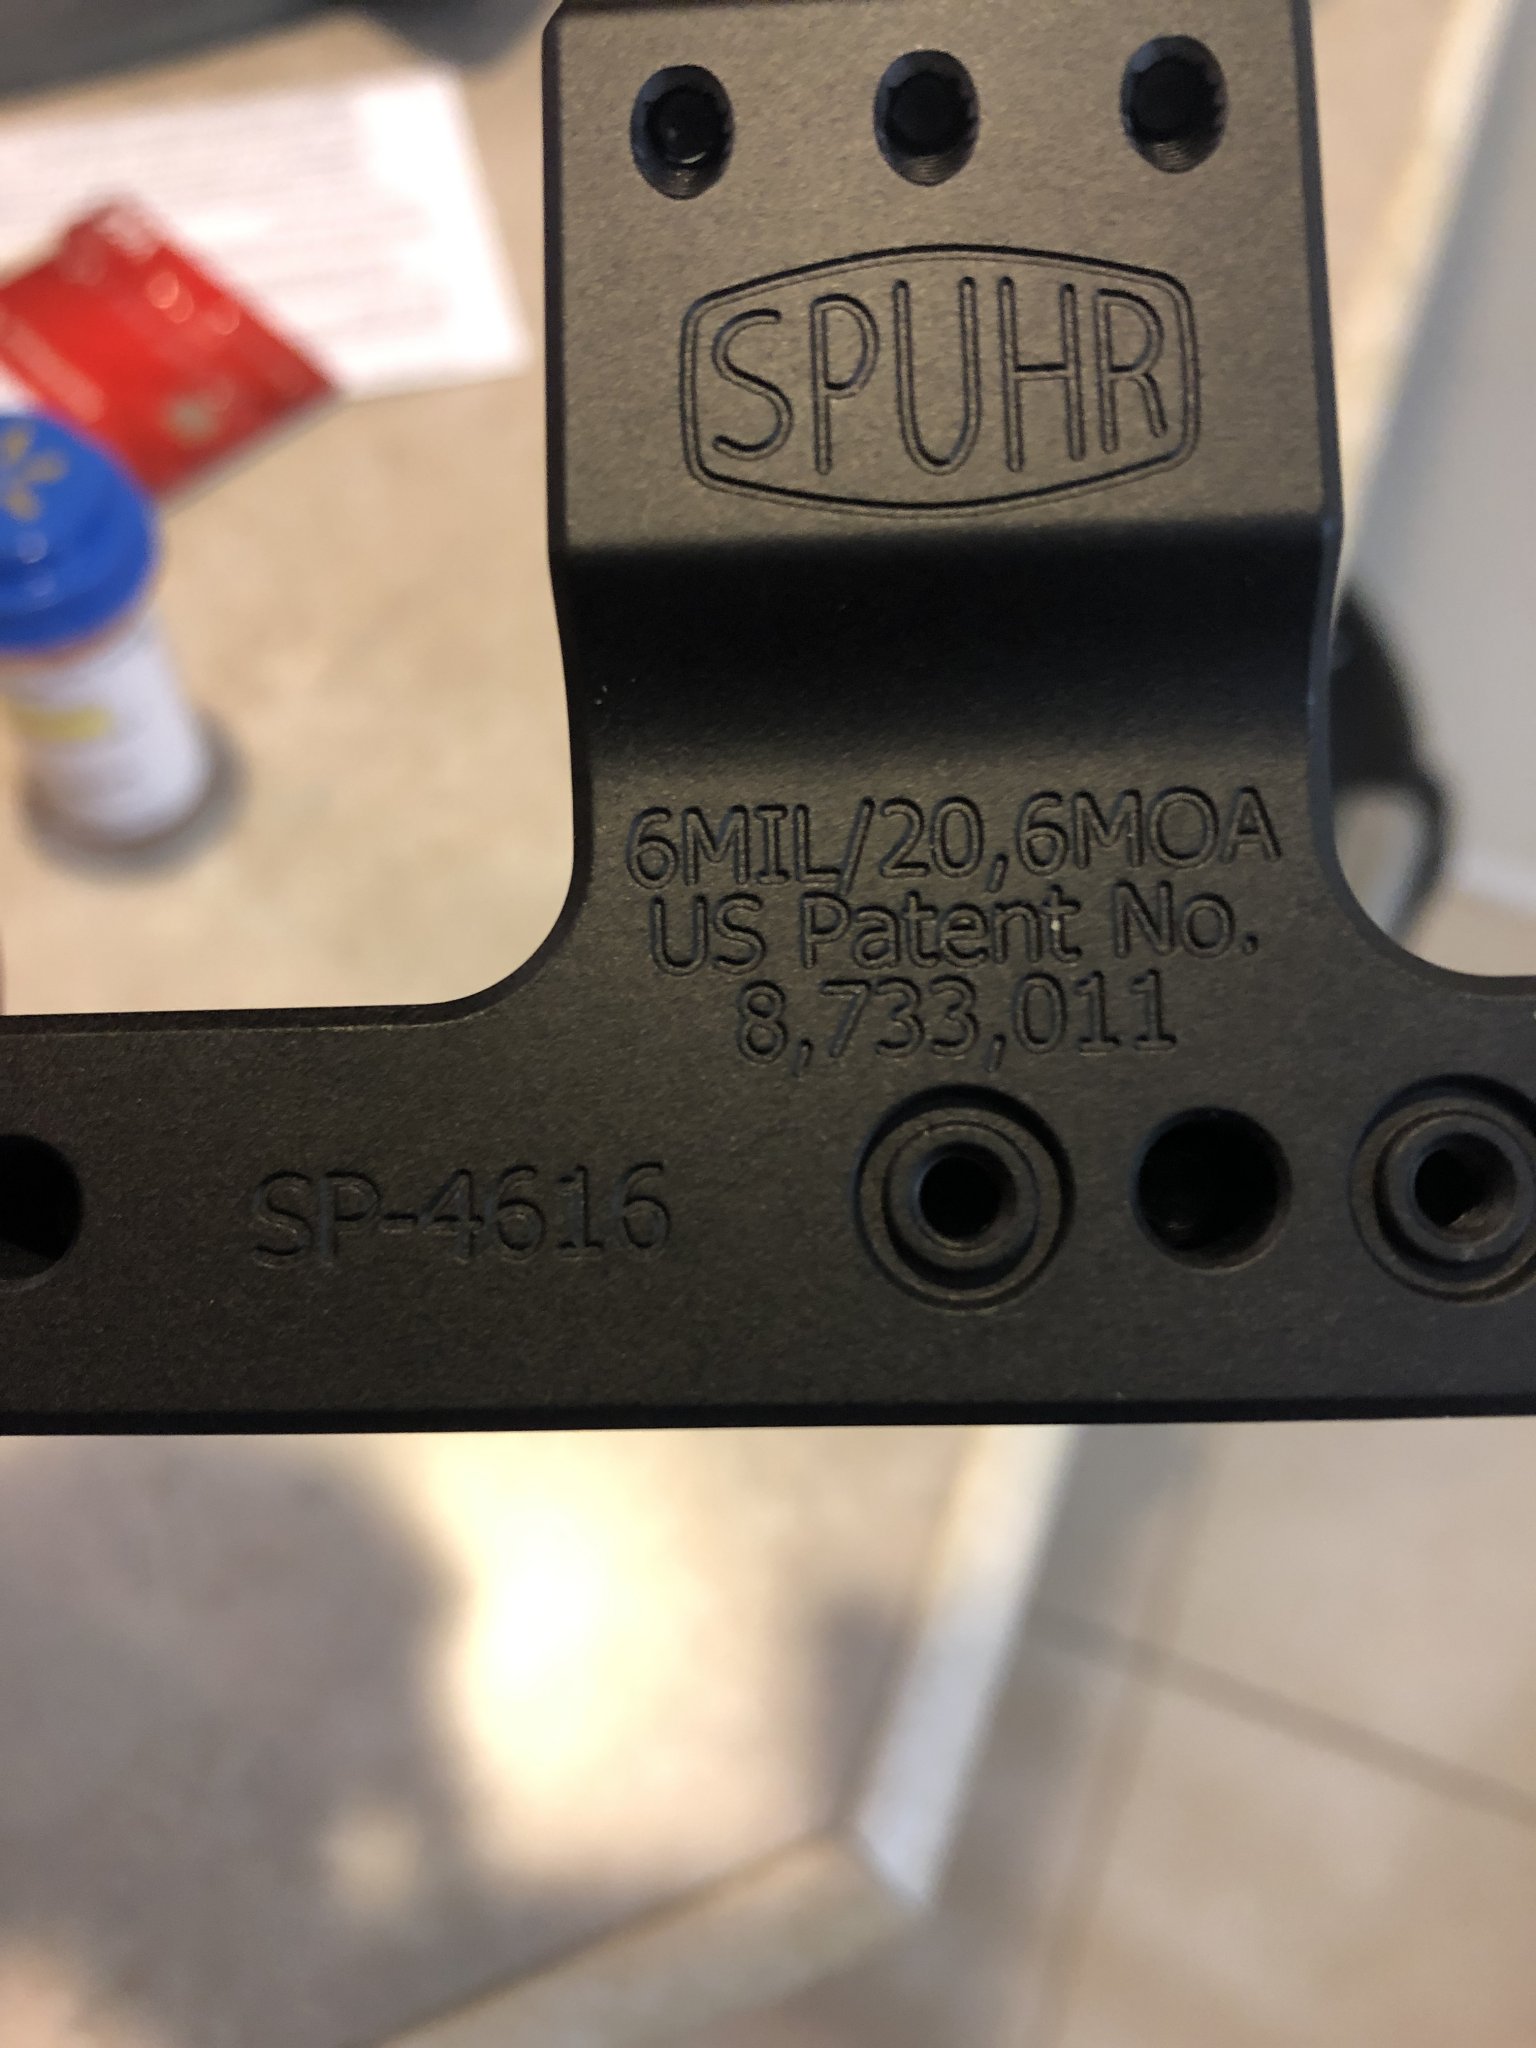 SPUHR
6MIL/20,6MOA
US Patent No.
8,733,011
SP-4616